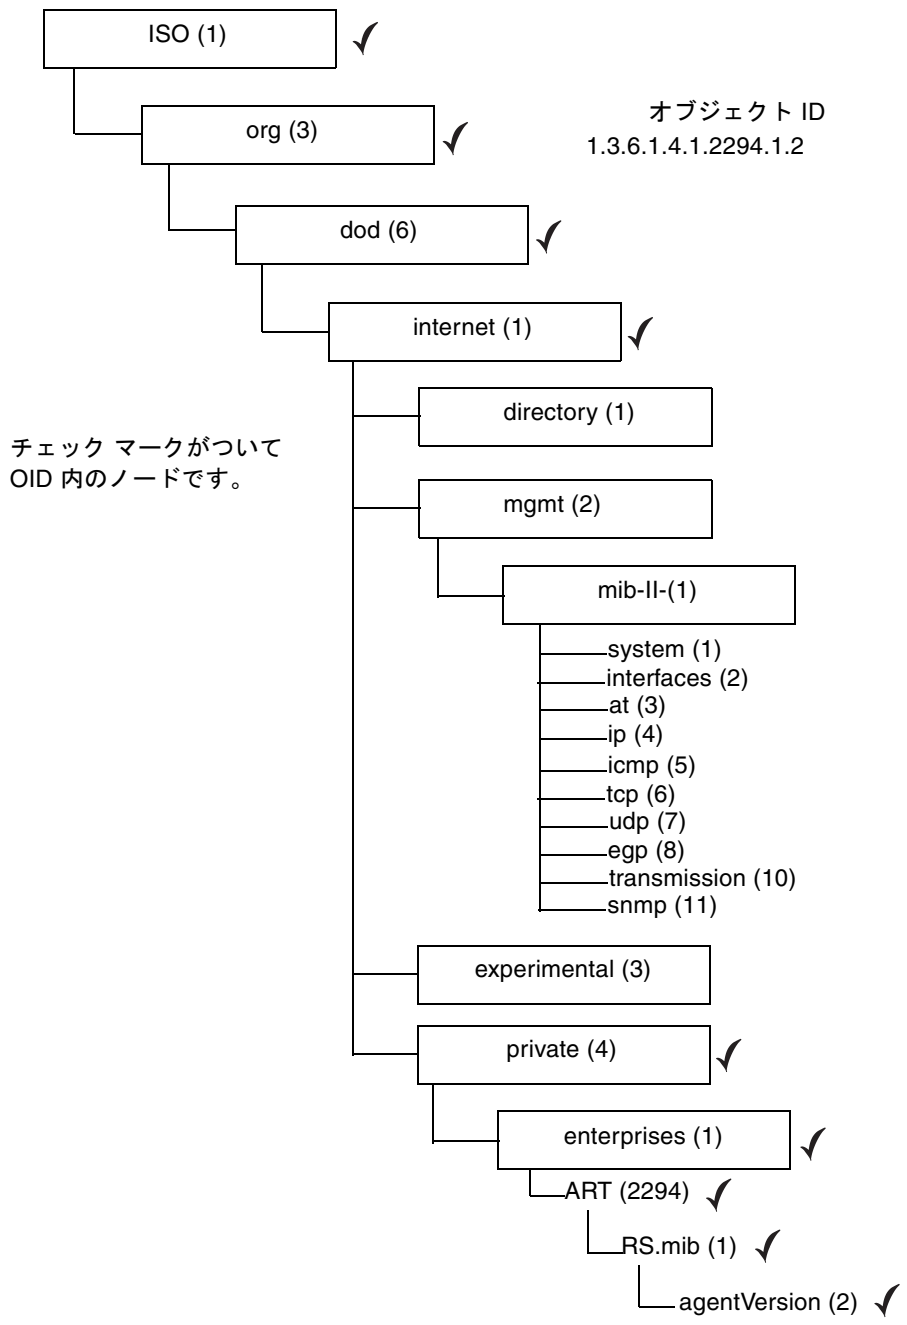 ISO (1)
org (3)
オブジェクト ID
1.3.6.1.4.1.2294.1.2
dod (6)
internet (1)
directory (1)
チェック マークがついて
OID 内のノードです。
mgmt (2)
mib-II-(1)
system (1)
interfaces (2)
at (3)
ip (4)
icmp (5)
tcp (6)
udp (7)
egp (8)
transmission (10)
snmp (11)
experimental (3)
private (4)
enterprises (1)
ART (2294)
RS.mib (1)
agentVersion (2)